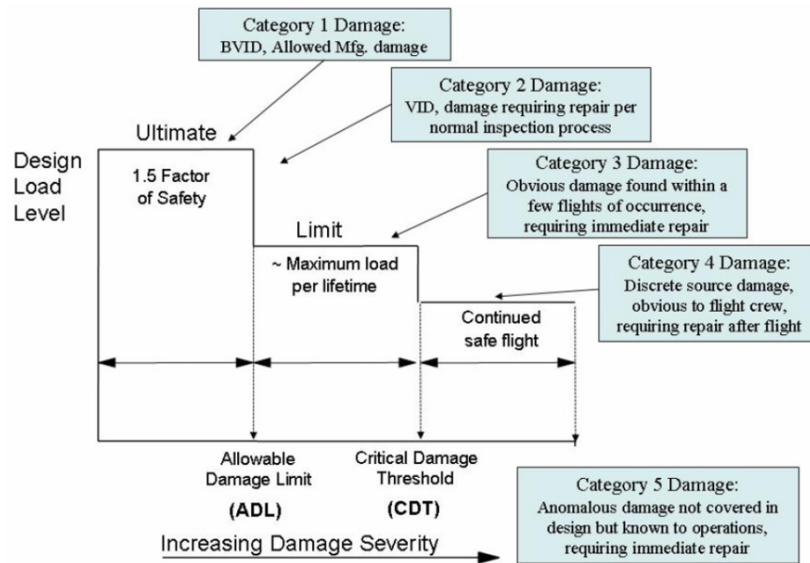 Category 1 Damage:
BVID, Allowed Mfg. damage
Category 2 Damage:
VID, damage requiring repair per
normal inspection process
Ultimate
Design
Load
Level
1.5 Factor
of Safety
Category 3 Damage:
Obvious damage found within a
few flights of occurrence,
requiring immediate repair
Limit
~ Maximum load
per lifetime
Category 4 Damage:
Discrete source damage,
obvious to flight crew,
requiring repair after flight
Continued
safe flight
Allowable
Damage Limit
(ADL)
Critical Damage
Threshold
(CDT)
Category 5 Damage:
Anomalous damage not covered in
design but known to operations,
requiring immediate repair
Increasing Damage Severity